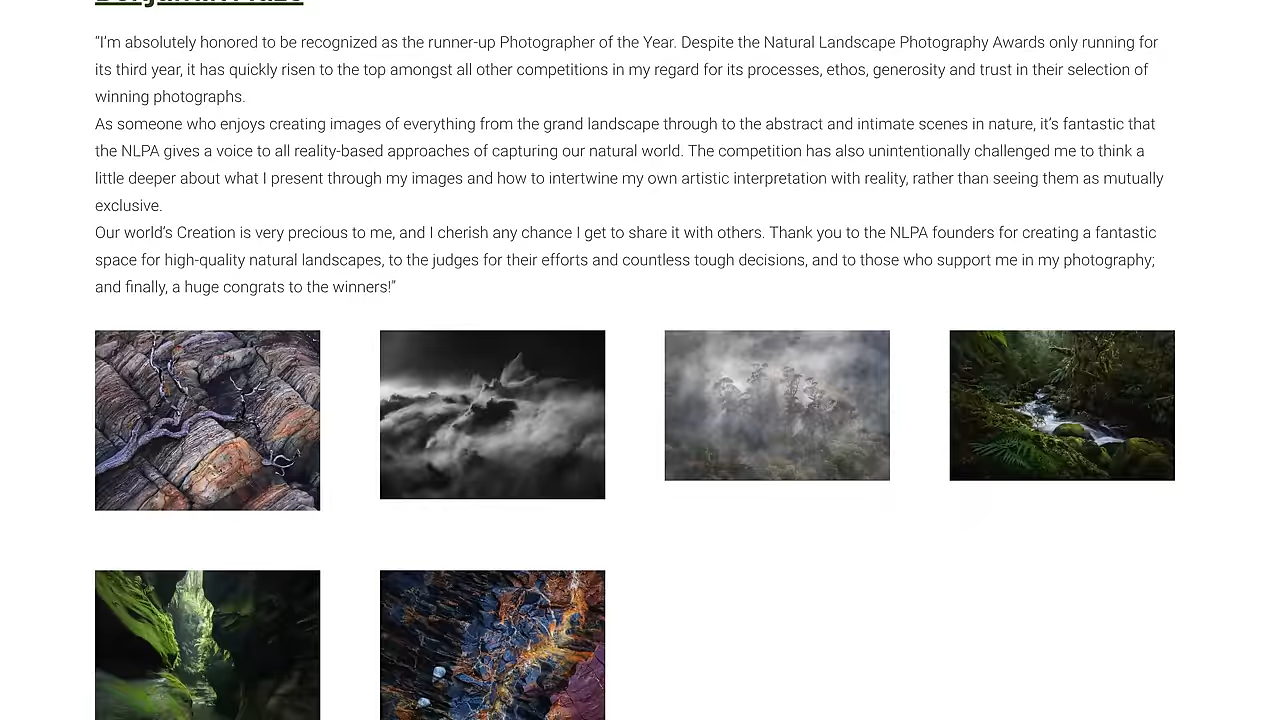 "I'm absolutely honored to be recognized as the runner-up Photographer of the Year. Despite the Natural Landscape Photography Awards only running for
its third year, it has quickly risen to the top amongst all other competitions in my regard for its processes, ethos, generosity and trust in their selection of
winning photographs.
As someone who enjoys creating images of everything from the grand landscape through to the abstract and intimate scenes in nature, it’s fantastic that
the NLPA gives a voice to all reality-based approaches of capturing our natural world. The competition has also unintentionally challenged me to think a
little deeper about what I present through my images and how to intertwine my own artistic interpretation with reality, rather than seeing them as mutually
exclusive.
Our world’s Creation is very precious to me, and I cherish any chance I get to share it with others. Thank you to the NLPA founders for creating a fantastic
space for high-quality natural landscapes, to the judges for their efforts and countless tough decisions, and to those who support me in my photography;
and finally, a huge congrats to the winners!"